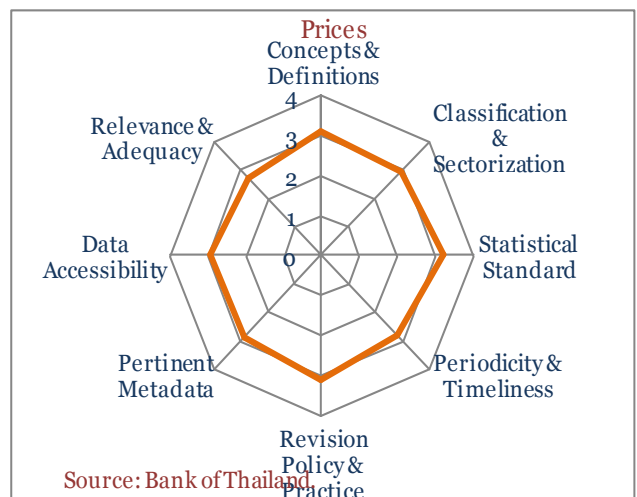 Prices
Concepts &
Definitions
4
3
2
1
0
Classification
&
Sectorization
Statistical
Standard
Periodicity &
Timeliness
Revision
Policy &
Practice
Pertinent
Metadata
Data
Accessibility
Relevance &
Adequacy
Source: Bank of Thailand.